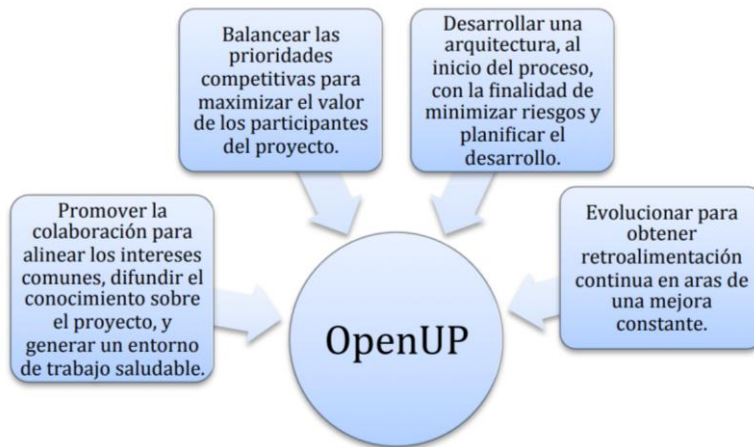 Promover la
colaboración para
alinear los intereses
comunes, difundir el
conocimiento sobre
el proyecto, y
generar un entorno
de trabajo saludable.
Balancear las
prioridades
competitivas para
maximizar el valor
de los participantes
del proyecto.
Desarrollar una
arquitectura, al
inicio del proceso,
con la finalidad de
minimizar riesgos y
planificar el
desarrollo.
Evolucionar para
obtener
retroalimentación
continua en aras de
una mejora
constante.
OpenUP